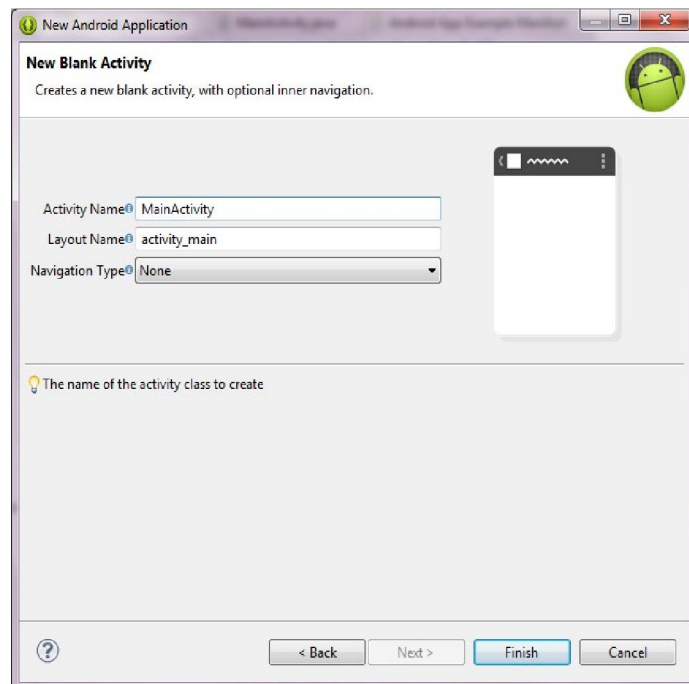 New Android Application
New Blank Activity
Creates a new blank activity, with optional inner navigation.
Activity Name MainActivity
Layout Name activity_main
Navigation Type None
The name of the activity class to create
< Back Next > Finish Cancel